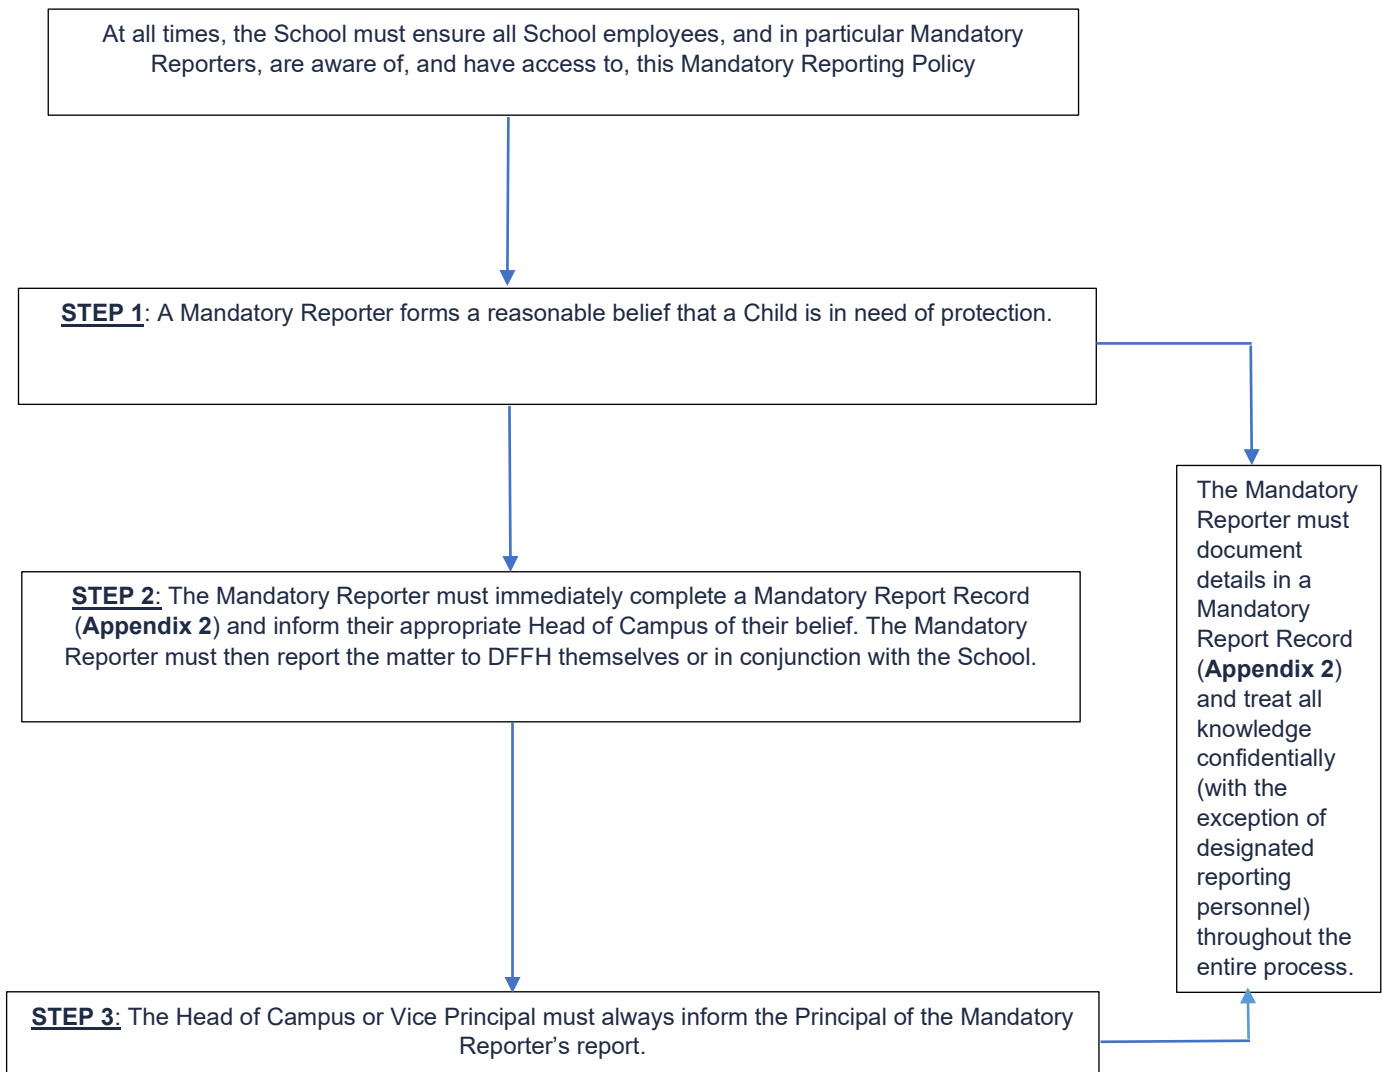 At all times, the School must ensure all School employees, and in particular Mandatory
Reporters, are aware of, and have access to, this Mandatory Reporting Policy
STEP 1: A Mandatory Reporter forms a reasonable belief that a Child is in need of protection.
STEP 2: The Mandatory Reporter must immediately complete a Mandatory Report Record
(Appendix 2) and inform their appropriate Head of Campus of their belief. The Mandatory
Reporter must then report the matter to DFFH themselves or in conjunction with the School.
STEP 3: The Head of Campus or Vice Principal must always inform the Principal of the Mandatory
Reporter’s report.
The Mandatory
Reporter must
document
details in a
Mandatory
Report Record
(Appendix 2)
and treat all
knowledge
confidentially
(with the
exception of
designated
reporting
personnel)
throughout the
entire process.